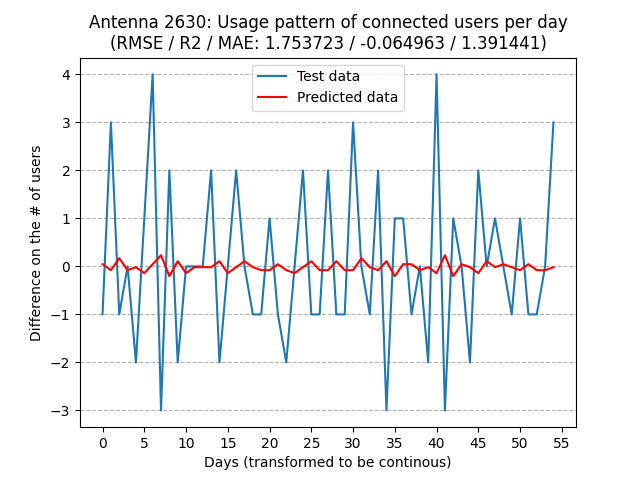 Antenna 2630: Usage pattern of connected users per day
(RMSE / R2 / MAE: 1.753723 / -0.064963 / 1.391441)
Test data
Predicted data
4
3
2
1
0
−1
−2
−3
Difference on the # of users
0 5 10 15 20 25 30 35 40 45 50 55
Days (transformed to be continous)